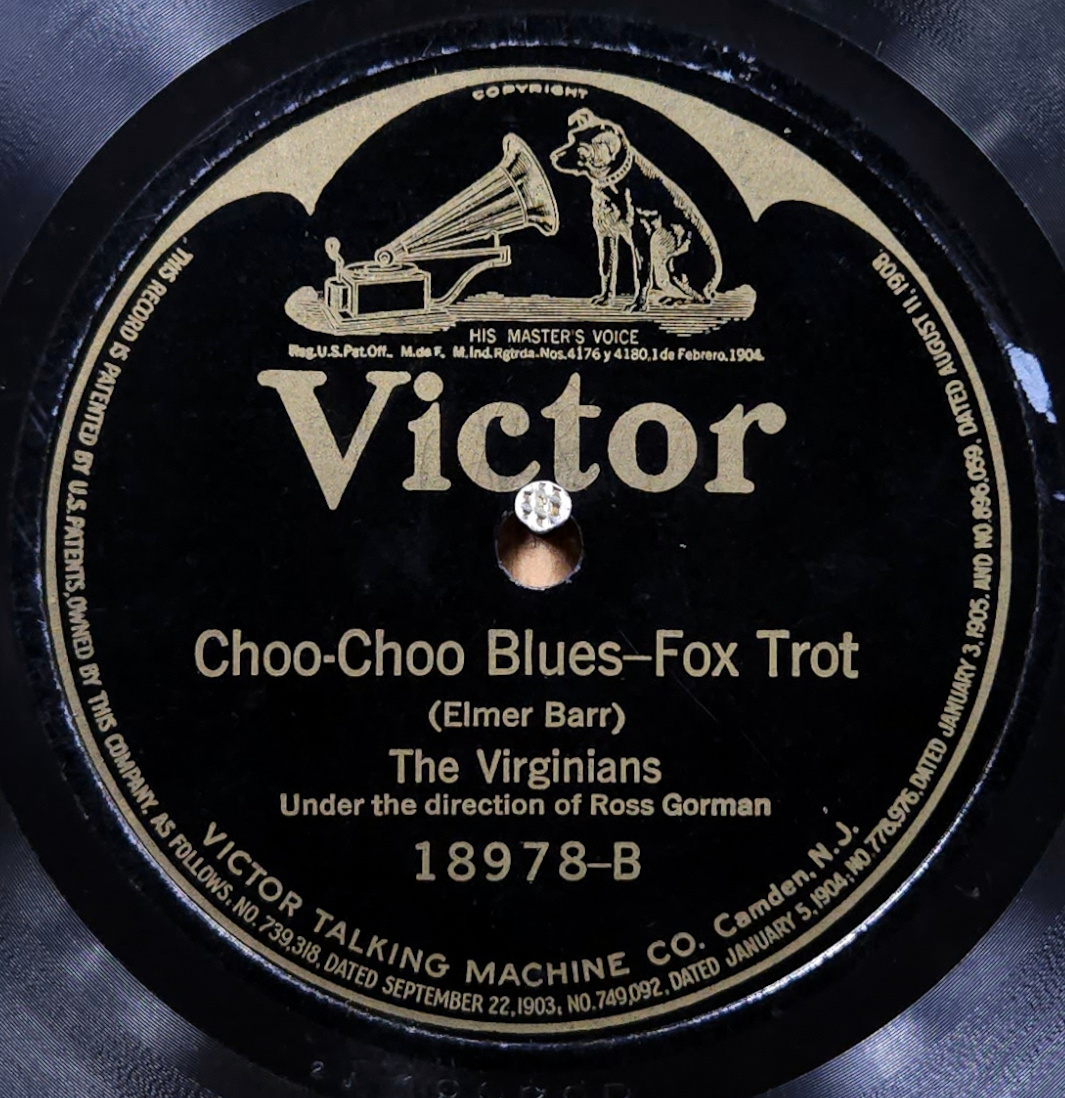 COPYRIGHT
HIS MASTER'S VOICE
Reg.U.S.Pat.Off. M.de F. M.Ind.Rgtrda.Nos.4176 y 4180,1 de Febrero,1904.
Victor
Choo-Choo Blues–Fox Trot
(Elmer Barr)
The Virginians
Under the direction of Ross Gorman
18978–B
VICTOR TALKING MACHINE CO. Camden, N. J.
THIS RECORD IS PATENTED BY U.S. PATENTS, OWNED BY THIS COMPANY, AS FOLLOWS, NO. 739,318, DATED SEPTEMBER 22, 1903; NO. 749,092, DATED JANUARY 5, 1904; NO. 778,976, DATED JANUARY 3, 1905. AND NO. 896,059, DATED AUGUST 11, 1908.